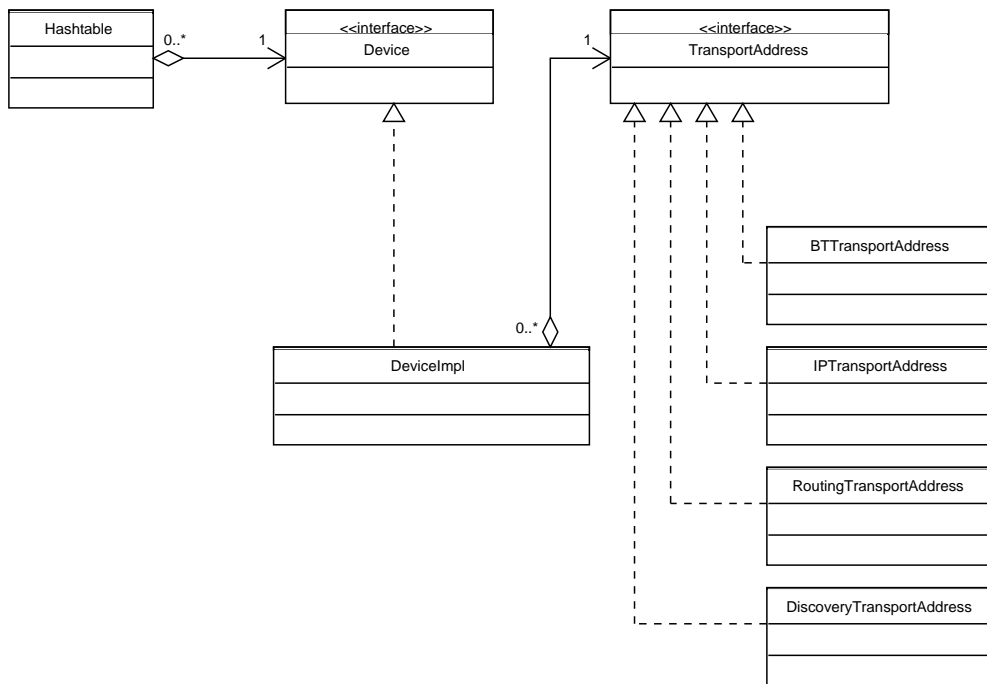 Hashtable
0..*
1
<<interface>>
Device
1
<<interface>>
TransportAddress
BTTransportAddress
0..*
DeviceImpl
IPTransportAddress
RoutingTransportAddress
DiscoveryTransportAddress